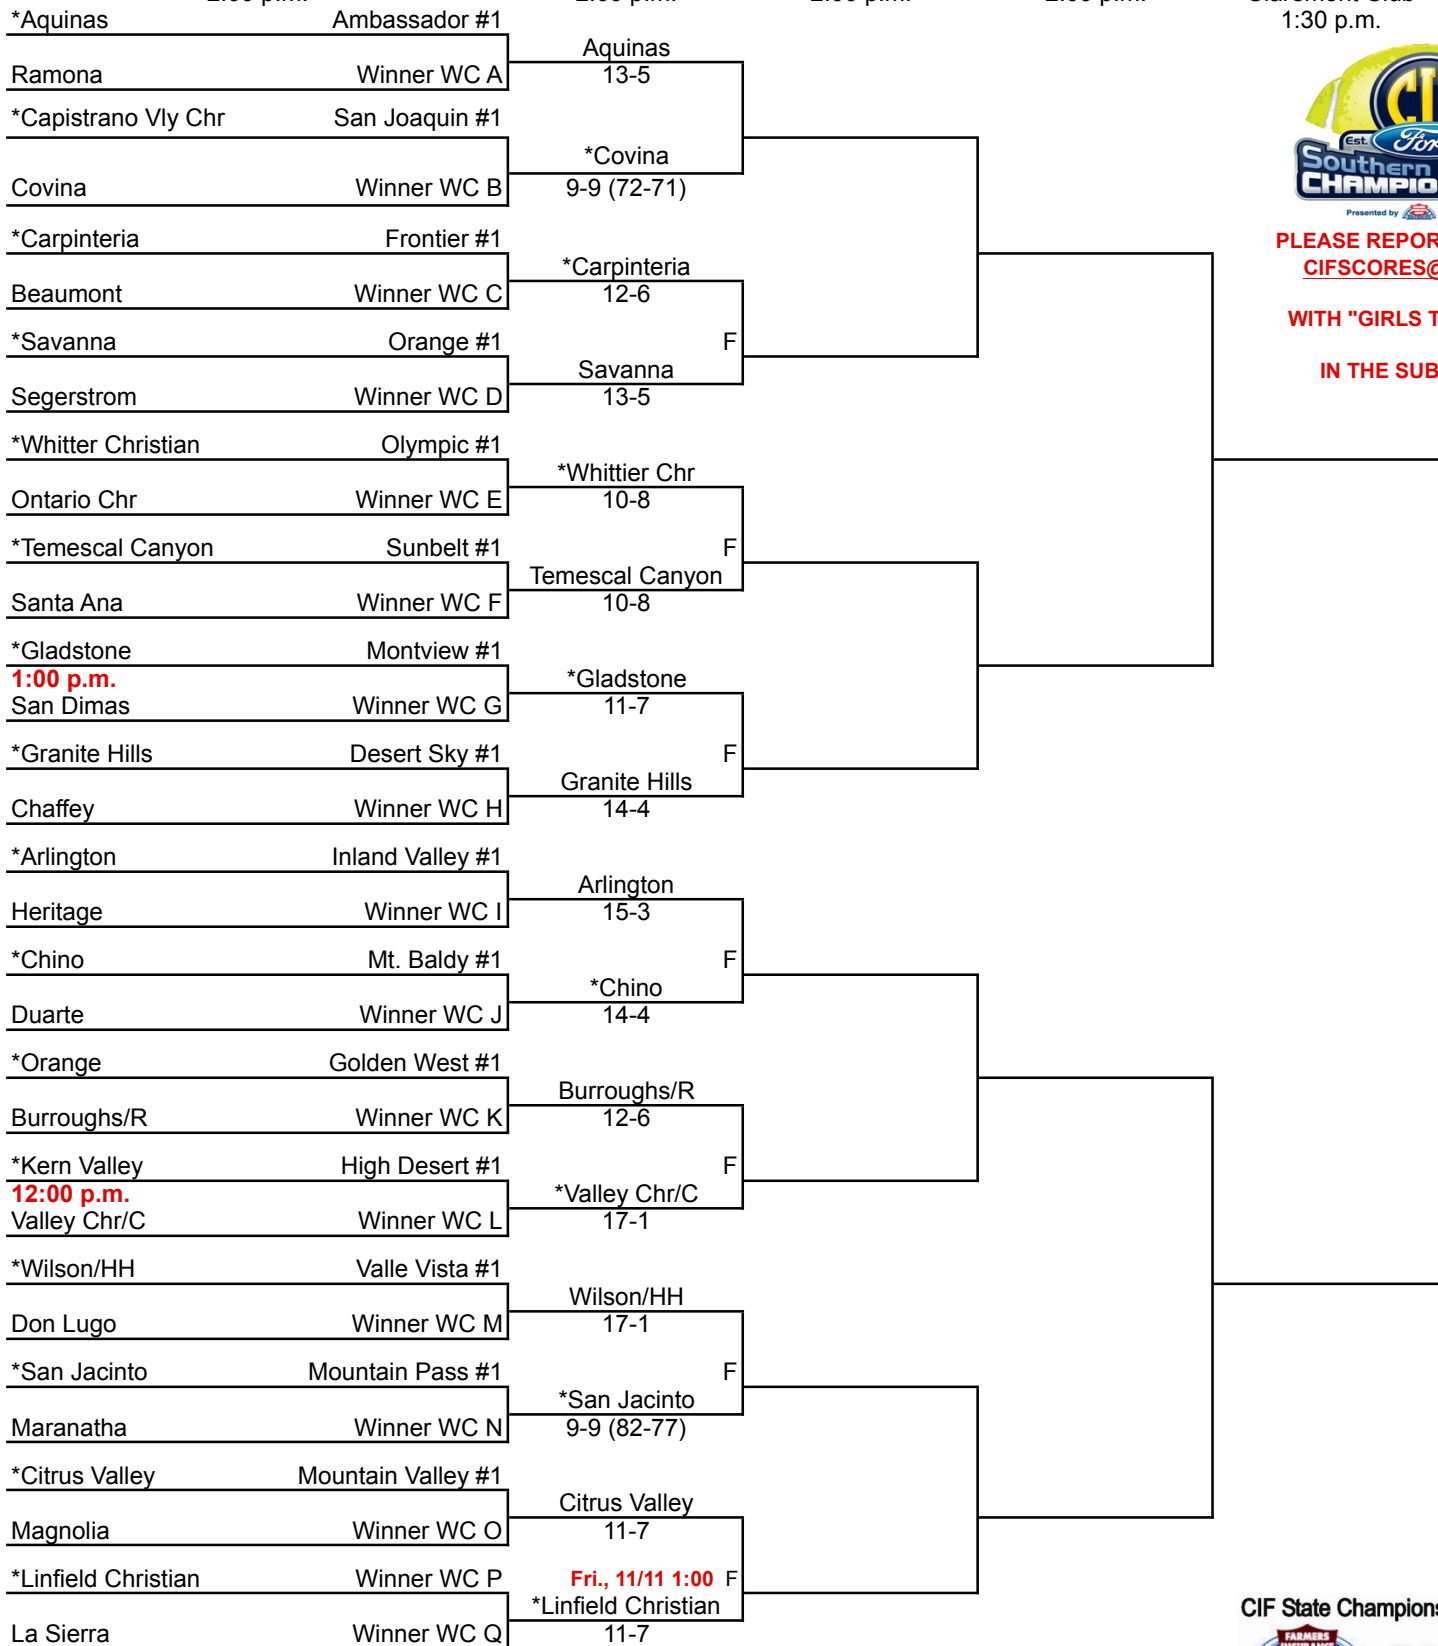 *Aquinas Ambassador #1
1:30 p.m.
Aquinas
Ramona Winner WC A 13-5
*Capistrano Vly Chr San Joaquin #1
*Covina
Covina Winner WC B 9-9 (72-71)
Est.
Southern
Presented by
*Carpinteria Frontier #1
PLEASE REPOR
*Carpinteria
CIFSCORES@
Beaumont Winner WC C 12-6
WITH "GIRLS T
*Savanna Orange #1 F
Savanna
IN THE SUB
Segerstrom Winner WC D 13-5
*Whitter Christian Olympic #1
*Whittier Chr
Ontario Chr Winner WC E 10-8
*Temescal Canyon Sunbelt #1 F
Temescal Canyon
Santa Ana Winner WC F 10-8
*Gladstone Montview #1
1:00 p.m. *Gladstone
San Dimas Winner WC G 11-7
*Granite Hills Desert Sky #1 F
Granite Hills
Chaffey Winner WC H 14-4
*Arlington Inland Valley #1
Arlington
Heritage Winner WC I 15-3
*Chino Mt. Baldy #1 F
*Chino
Duarte Winner WC J 14-4
*Orange Golden West #1
Burroughs/R
Burroughs/R Winner WC K 12-6
*Kern Valley High Desert #1 F
12:00 p.m. *Valley Chr/C
Valley Chr/C Winner WC L 17-1
*Wilson/HH Valle Vista #1
Wilson/HH
Don Lugo Winner WC M 17-1
*San Jacinto Mountain Pass #1 F
*San Jacinto
Maranatha Winner WC N 9-9 (82-77)
*Citrus Valley Mountain Valley #1
Citrus Valley
Magnolia Winner WC O 11-7
*Linfield Christian Winner WC P Fri., 11/11 1:00 F
*Linfield Christian
CIF State Champions
La Sierra Winner WC Q 11-7
FARMERS